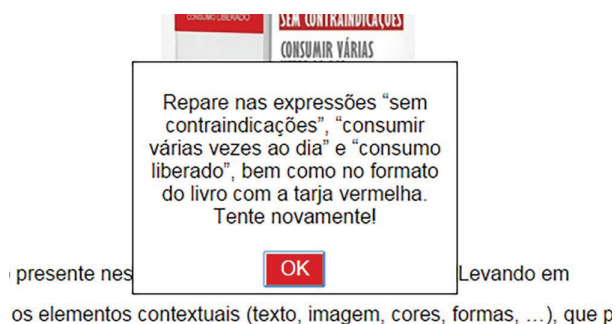 CONSUMO LIBERADO
SEM CONTRAINDICAÇÕES
CONSUMIR VÁRIAS
Repare nas expressões “sem
contraindicações”, “consumir
várias vezes ao dia” e “consumo
liberado”, bem como no formato
do livro com a tarja vermelha.
Tente novamente!
OK
presente nes Levando em
os elementos contextuais (texto, imagem, cores, formas, ...), que p